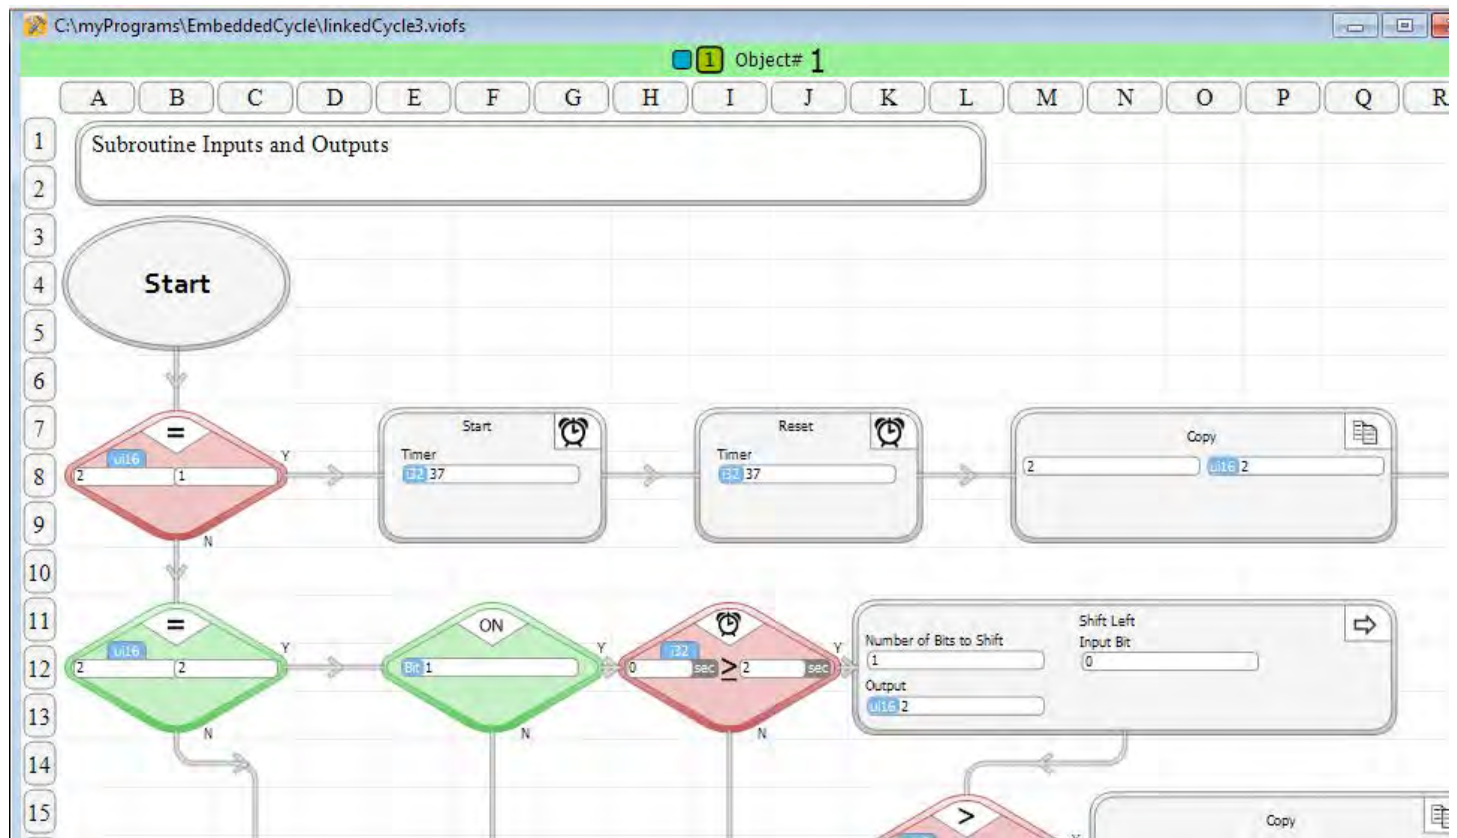 C:\myPrograms\EmbeddedCycle\linkedCycle3.viofs
1 Object# 1
A B C D E F G H I J K L M N O P Q R
1
Subroutine Inputs and Outputs
2
3
4
Start
5
6
7
=
Start
Reset
Copy
Y
Timer
Timer
8
ui16
2 1
i32 37
i32 37
2
ui16 2
9
N
10
11
=
ON
Shift Left
Number of Bits to Shift
Input Bit
Y
Y
Y
12
ui16
2 2
Bit 1
i32
0 sec ≥ 2 sec
1
0
Output
ui16 2
13
N
N
N
14
15
>
Copy
Y